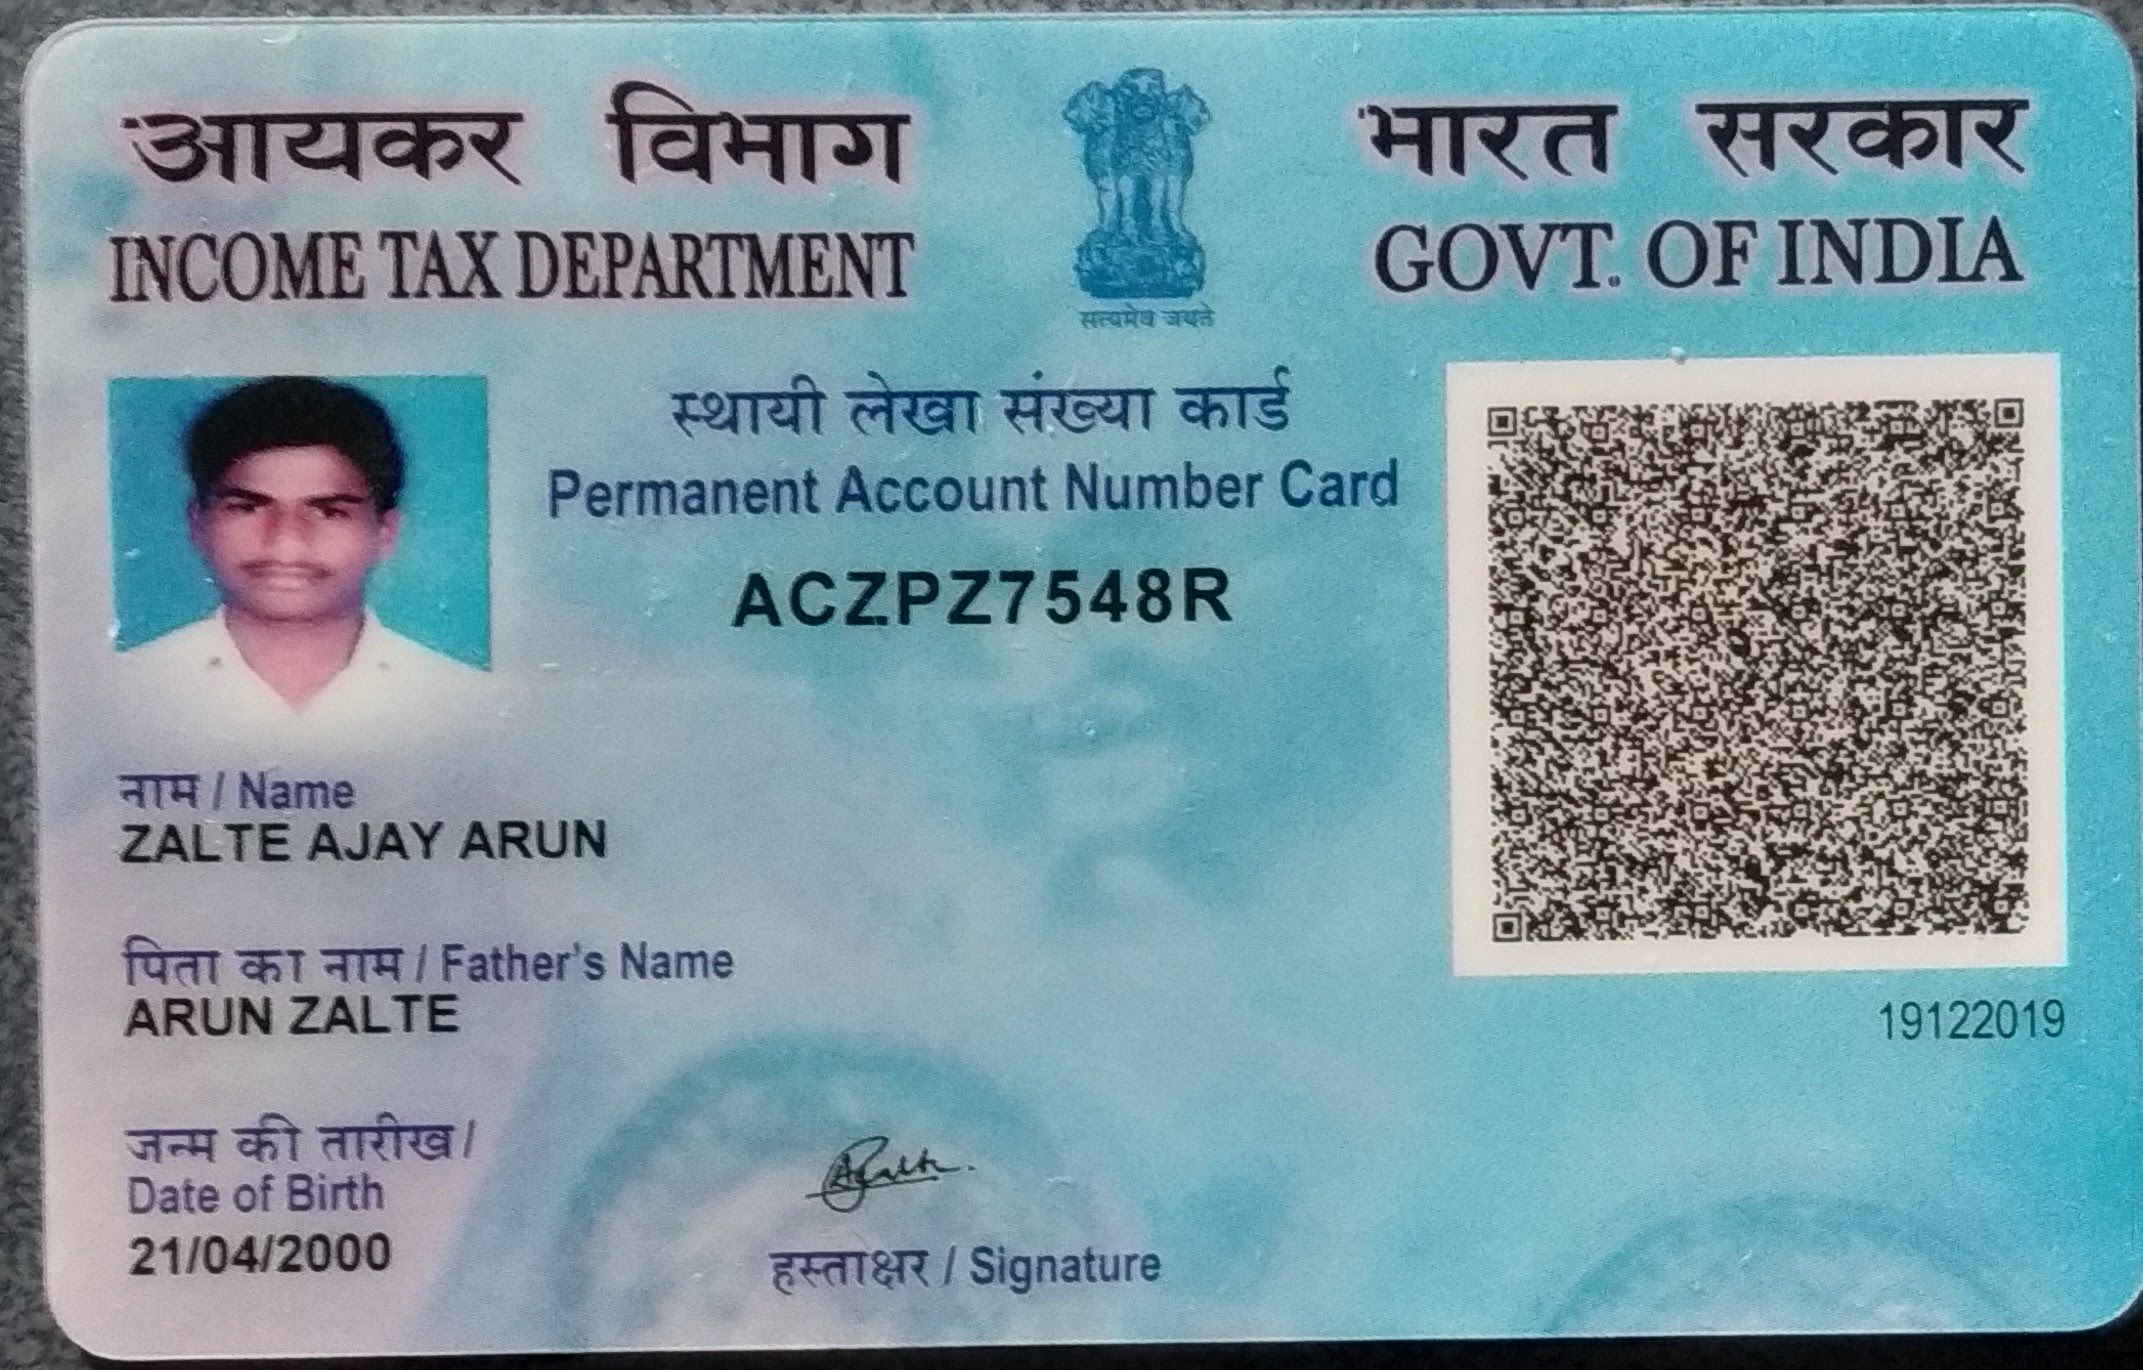 आयकर विभाग
INCOME TAX DEPARTMENT
सत्यमेव जयते
भारत सरकार
GOVT. OF INDIA
स्थायी लेखा संख्या कार्ड
Permanent Account Number Card
ACZPZ7548R
नाम / Name
ZALTE AJAY ARUN
पिता का नाम / Father's Name
ARUN ZALTE
19122019
जन्म की तारीख /
Date of Birth
21/04/2000
हस्ताक्षर / Signature